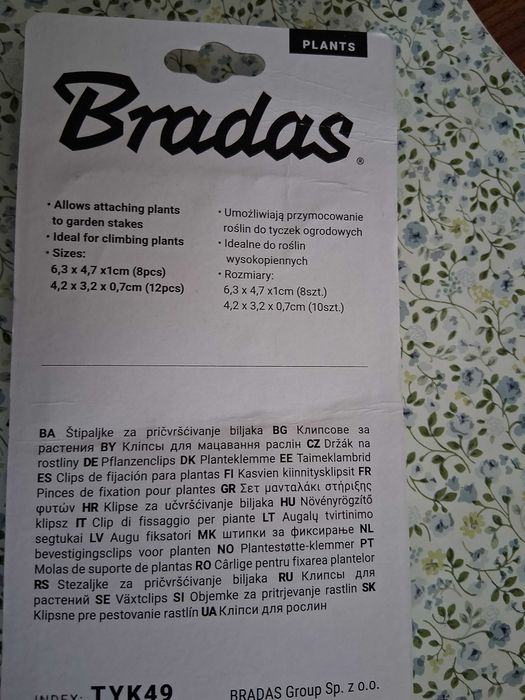 PLANTS
Bradas®
• Allows attaching plants
to garden stakes
• Ideal for climbing plants
• Sizes:
6,3 x 4,7 x1cm (8pcs)
4,2 x 3,2 x 0,7cm (12pcs)
• Umożliwiają przymocowanie
roślin do tyczek ogrodowych
• Idealne do roślin
wysokopiennych
• Rozmiary:
6,3 x 4,7 x1cm (8szt.)
4,2 x 3,2 x 0,7cm (10szt.)
BA Štipaljke za pričvršćivanje biljaka BG Клипсове за
растения BY Кліпсы для мацавання раслін CZ Držák na
rostliny DE Pflanzenclips DK Planteklemme EE Taimeklambrid
ES Clips de fijación para plantas FI Kasvien kiinnitysklipsit FR
Pinces de fixation pour plantes GR Σετ μανταλάκι στήριξης
φυτών HR Klipse za učvršćivanje biljaka HU Növényrögzítő
klipsz IT Clip di fissaggio per piante LT Augalų tvirtinimo
segtukai LV Augu fiksatori MK штипки за фиксирање NL
bevestigingsclips voor planten NO Plantestøtte-klemmer PT
Molas de suporte de plantas RO Cârlige pentru fixarea plantelor
RS Stezaljke za pričvršćivanje biljaka RU Клипсы для
растений SE Växtclips SI Objemke za pritrjevanje rastlin SK
Klipsne pre pestovanie rastlín UA Кліпси для рослин
INDEX: TYK49
BRADAS Group Sp. z o.o.